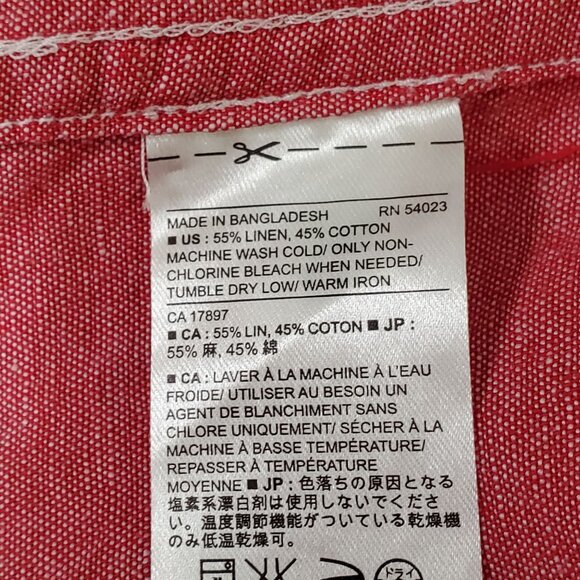 MADE IN BANGLADESH RN 54023
■ US : 55% LINEN, 45% COTTON
MACHINE WASH COLD/ ONLY NON-
CHLORINE BLEACH WHEN NEEDED/
TUMBLE DRY LOW/ WARM IRON
CA 17897
■ CA : 55% LIN, 45% COTON ■ JP :
55% 麻, 45% 綿
■ CA : LAVER À LA MACHINE À L'EAU
FROIDE/ UTILISER AU BESOIN UN
AGENT DE BLANCHIMENT SANS
CHLORE UNIQUEMENT/ SÉCHER À LA
MACHINE À BASSE TEMPÉRATURE/
REPASSER À TEMPÉRATURE
MOYENNE ■ JP : 色落ちの原因となる
塩素系漂白剤は使用しないでくださ
い。温度調節機能がついている乾燥機
のみ低温乾燥可。
ドライ